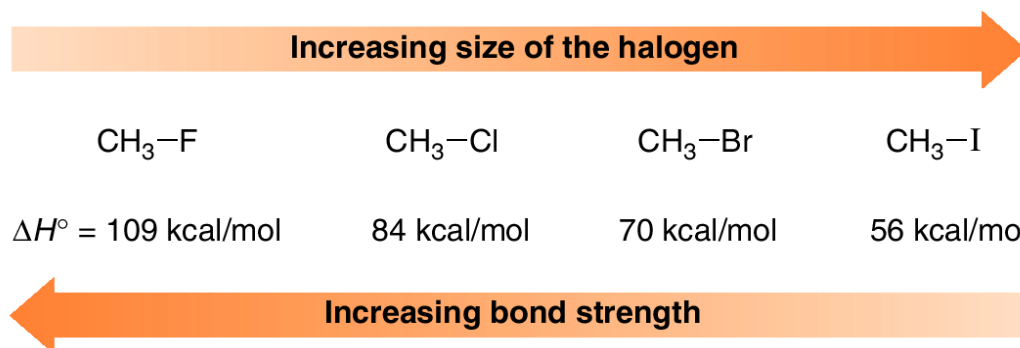 Increasing size of the halogen
CH₃—F CH₃—Cl CH₃—Br CH₃—I
ΔH° = 109 kcal/mol 84 kcal/mol 70 kcal/mol 56 kcal/mo
Increasing bond strength